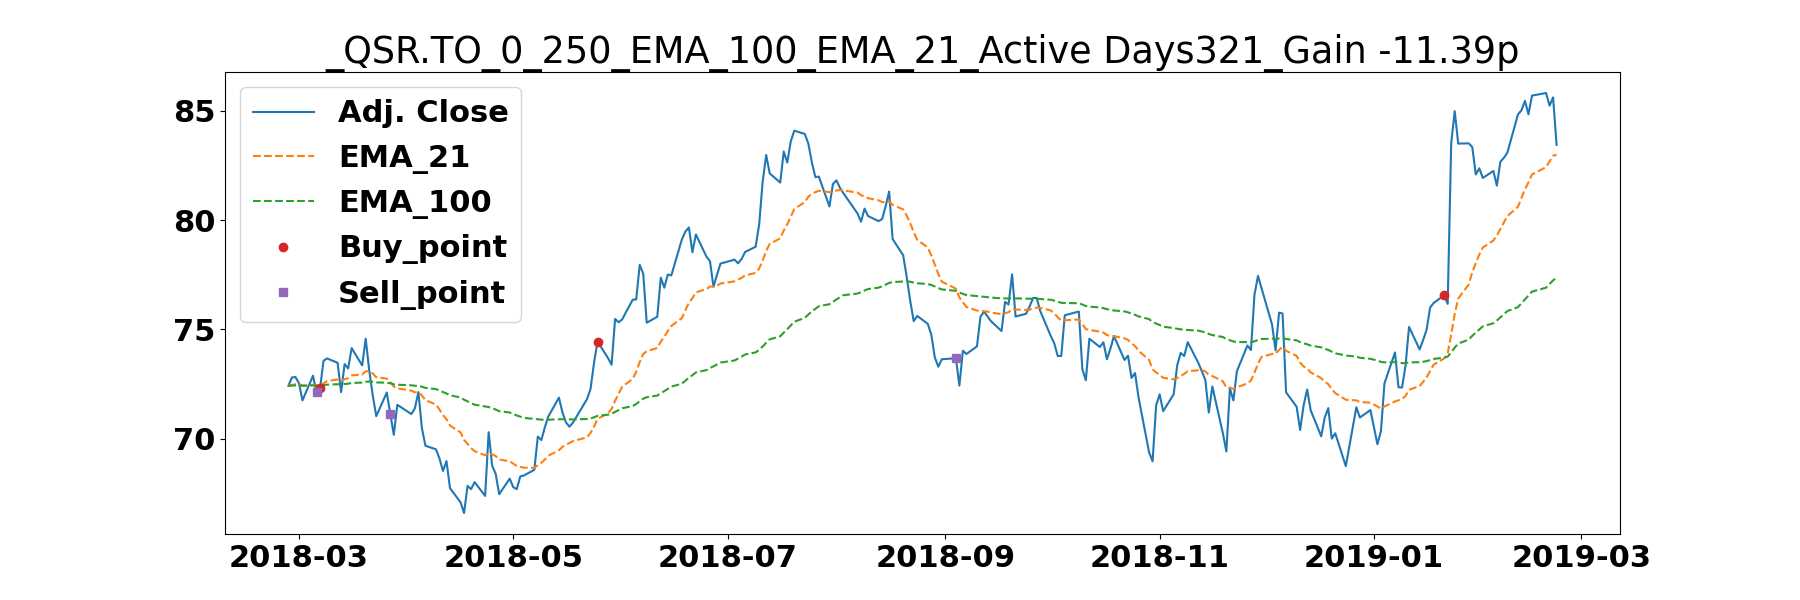 _QSR.TO_0_250_EMA_100_EMA_21_Active Days321_Gain -11.39p
Adj. Close
EMA_21
EMA_100
Buy_point
Sell_point
85
80
75
70
2018-03 2018-05 2018-07 2018-09 2018-11 2019-01 2019-03